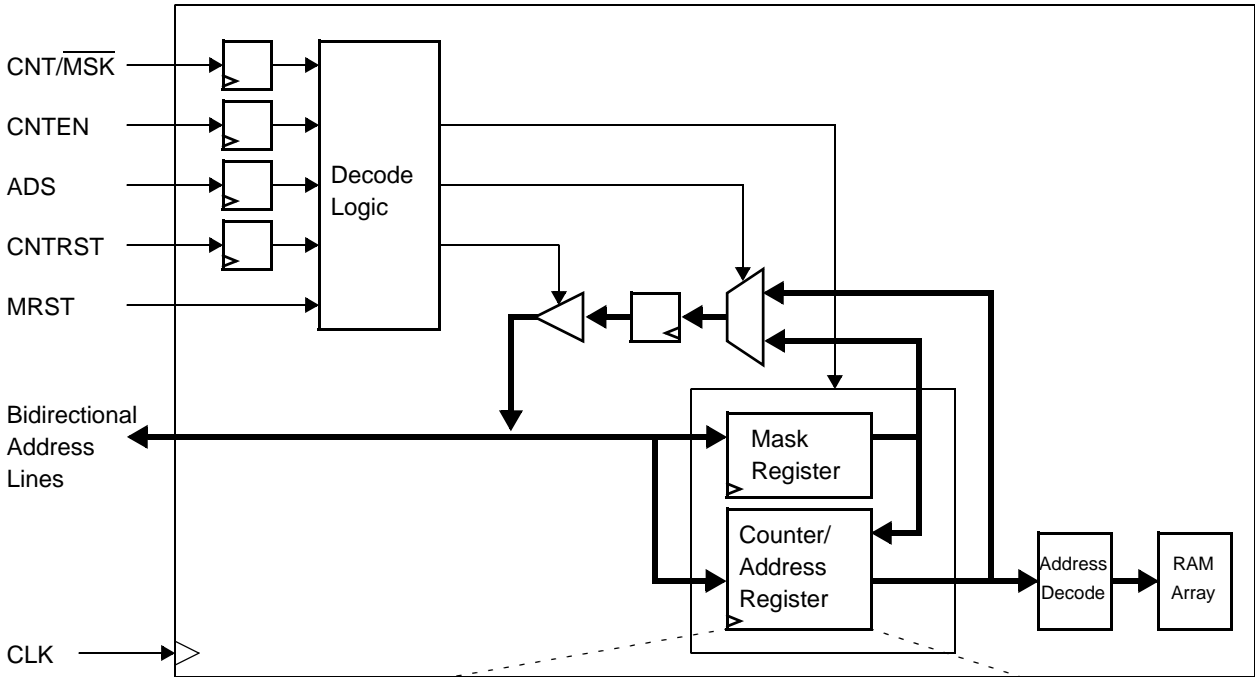 CNT/MSK
CNTEN
ADS
CNTRST
MRST
Decode
Logic
Bidirectional
Address
Lines
Mask
Register
Counter/
Address
Register
Address
Decode
RAM
Array
CLK